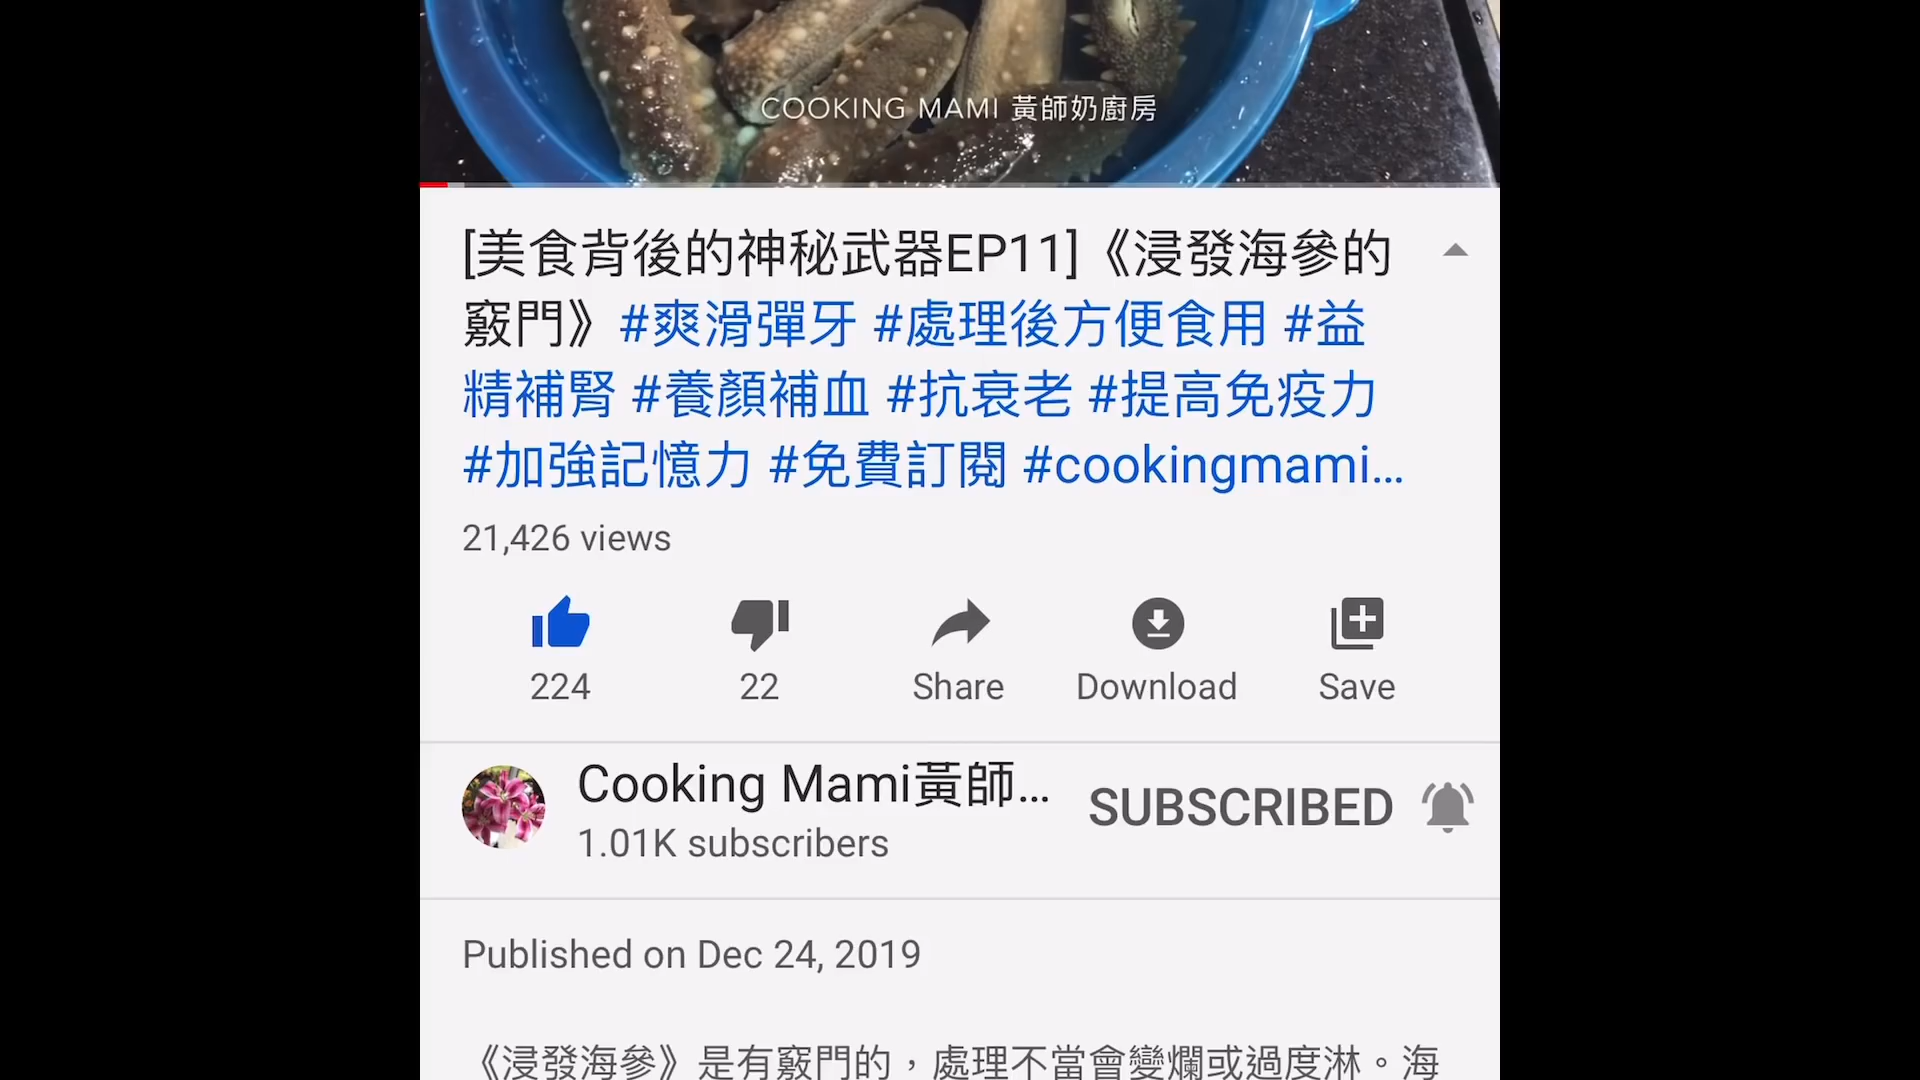 COOKING MAMI 黃師奶廚房
[美食背後的神秘武器EP11]《浸發海參的
竅門》#爽滑彈牙 #處理後方便食用 #益
精補腎 #養顏補血 #抗衰老 #提高免疫力
#加強記憶力 #免費訂閱 #cookingmami...
21,426 views
224 22 Share Download Save
Cooking Mami黃師...
SUBSCRIBED
1.01K subscribers
Published on Dec 24, 2019
《浸發海參》是有竅門的，處理不當會變爛或過度淋。海